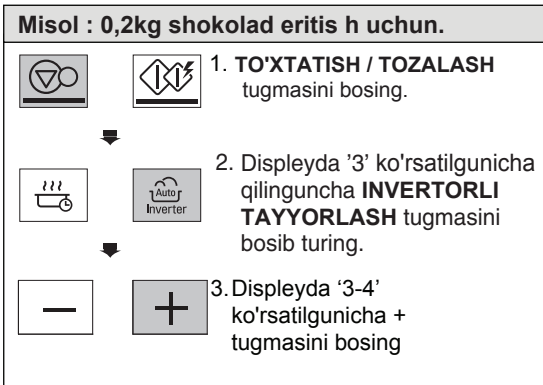 Misol : 0,2kg shokolad eritis h uchun.
1. TO'XTATISH / TOZALASH
tugmasini bosing.
2. Displeyda '3' ko'rsatilgunicha
qilinguncha INVERTORLI
TAYYORLASH tugmasini
bosib turing.
Auto
Inverter
3.Displeyda ‘3-4’
ko'rsatilgunicha +
tugmasini bosing